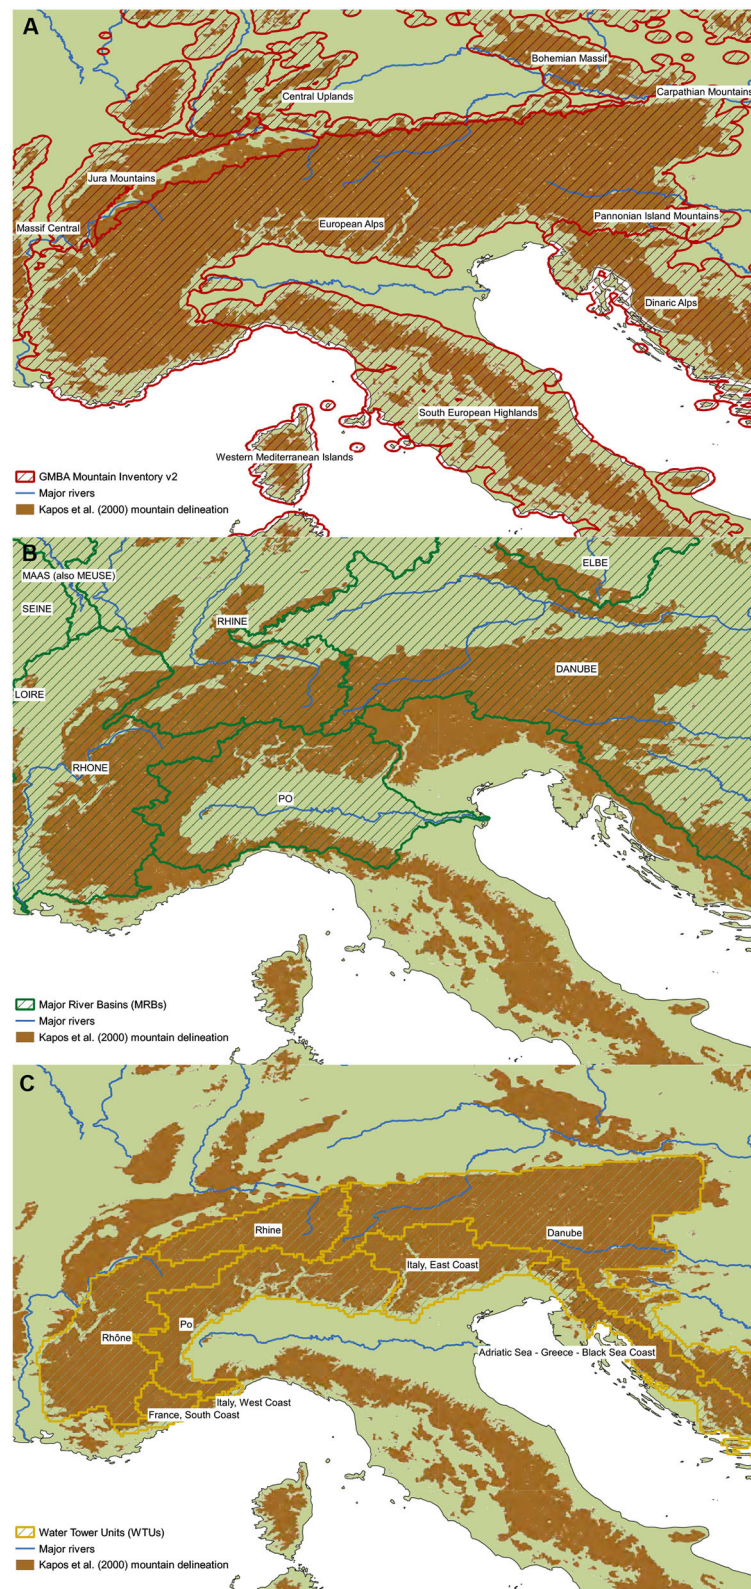 A
Bohemian Massif
Carpathian Mountains
Central Uplands
Jura Mountains
Massif Central
European Alps
Pannonian Island Mountains
Dinaric Alps
South European Highlands
Western Mediterranean Islands
GMBA Mountain Inventory v2
Major rivers
Kapos et al. (2000) mountain delineation
B
ELBE
MAAS (also MEUSE)
SEINE
RHINE
DANUBE
LOIRE
RHONE
PO
Major River Basins (MRBs)
Major rivers
Kapos et al. (2000) mountain delineation
C
Rhine
Danube
Italy, East Coast
Po
Rhône
Adriatic Sea - Greece - Black Sea Coast
Italy, West Coast
France, South Coast
Water Tower Units (WTUs)
Major rivers
Kapos et al. (2000) mountain delineation